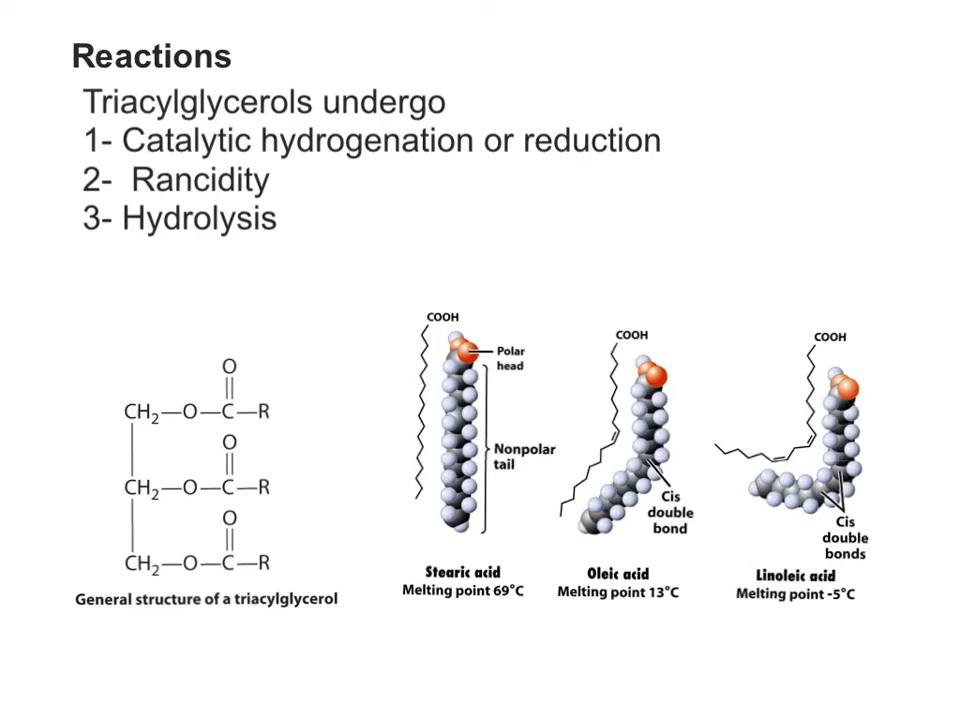 Reactions
Triacylglycerols undergo
1- Catalytic hydrogenation or reduction
2- Rancidity
3- Hydrolysis
O
||
CH2—O—C—R
O
||
CH2—O—C—R
O
||
CH2—O—C—R
General structure of a triacylglycerol
COOH
Polar
head
Nonpolar
tail
Stearic acid
Melting point 69°C
COOH
Cis
double
bond
Oleic acid
Melting point 13°C
COOH
Cis
double
bonds
Linoleic acid
Melting point -5°C